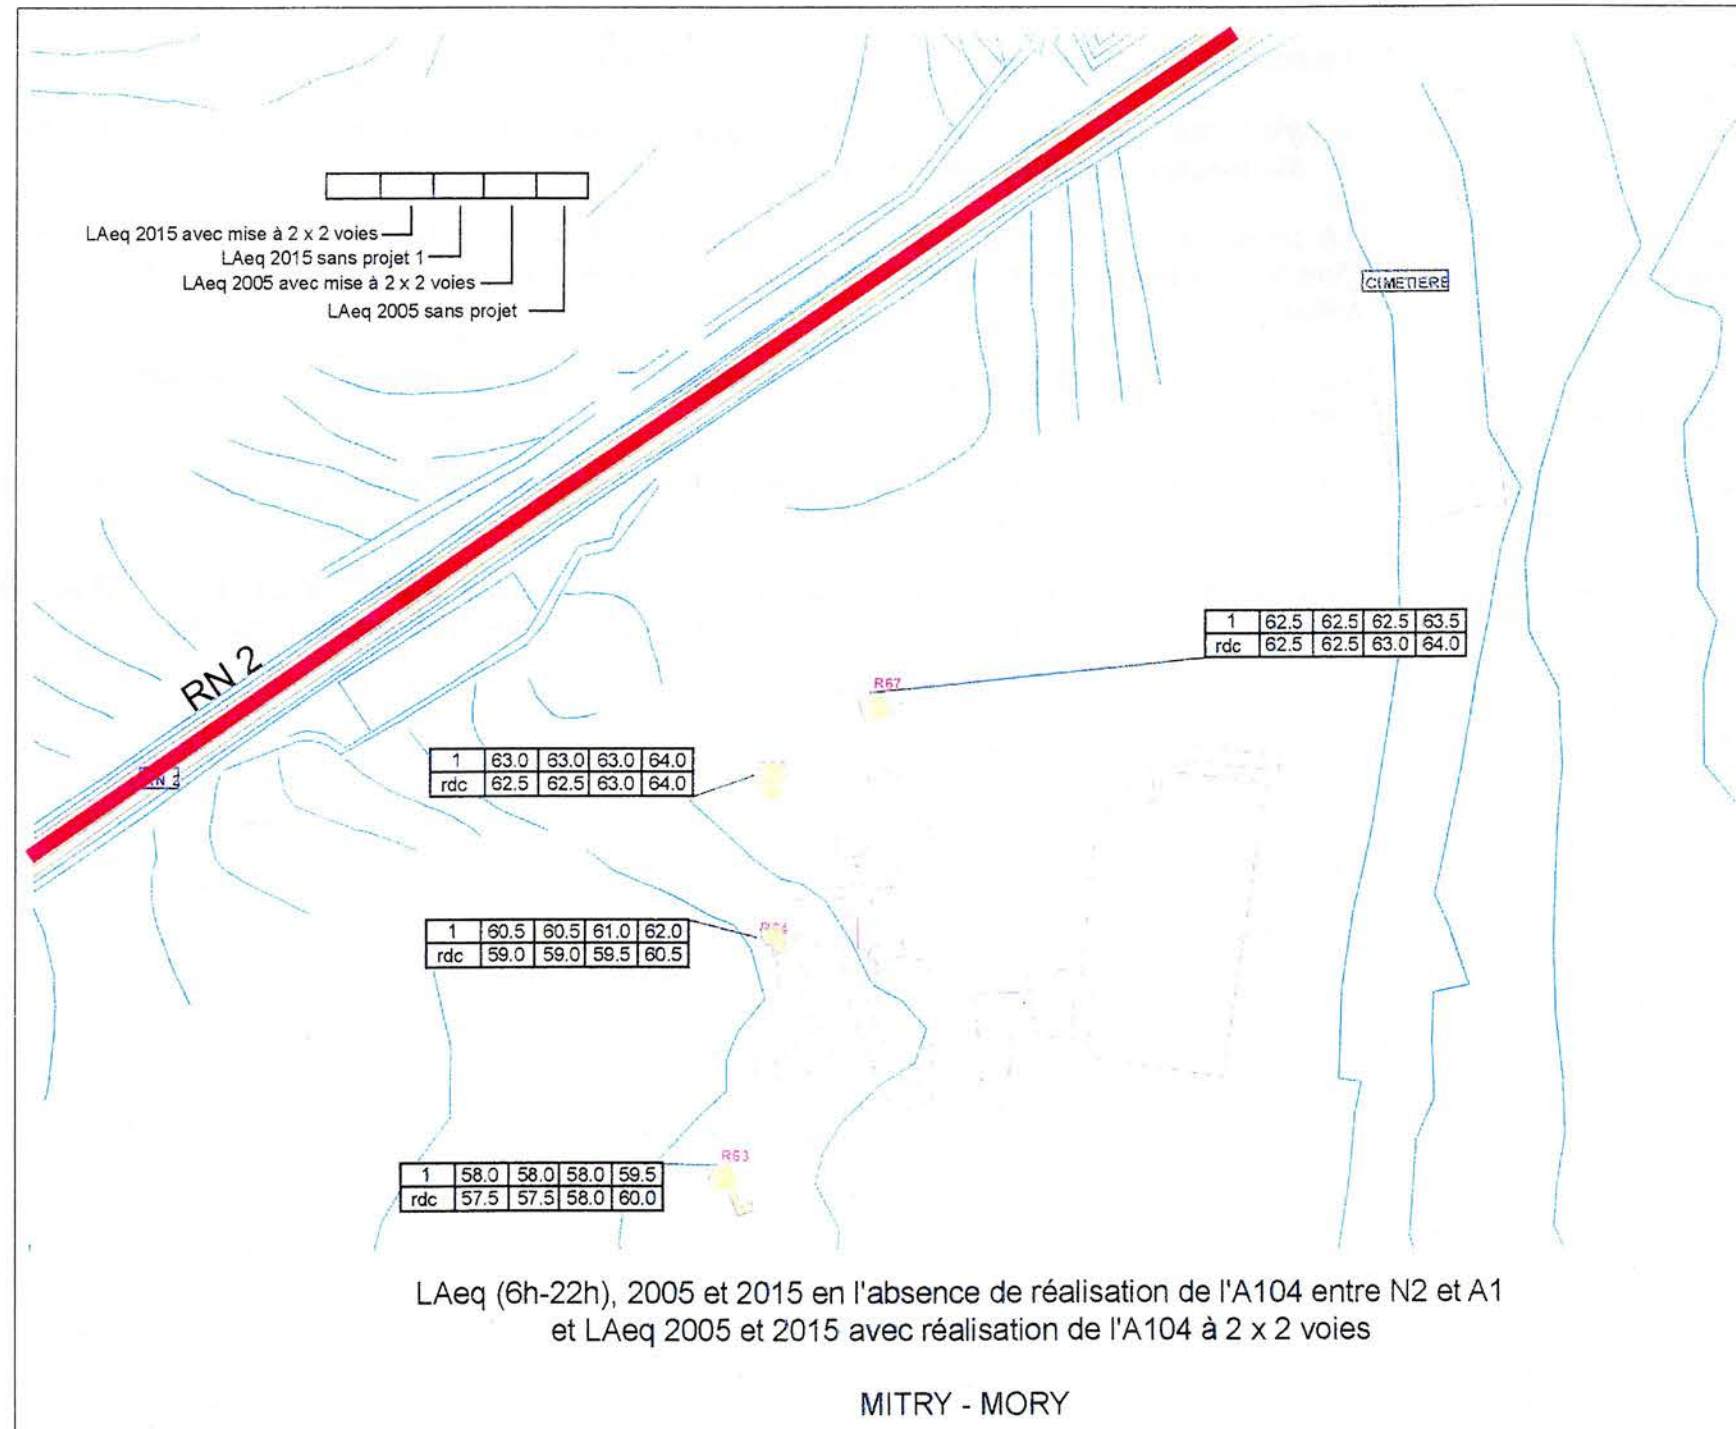 LAeq 2015 avec mise à 2 x 2 voies
LAeq 2015 sans projet 1
LAeq 2005 avec mise à 2 x 2 voies
LAeq 2005 sans projet
CIMETIERE
RN 2
1 62.5 62.5 62.5 63.5
rdc 62.5 62.5 63.0 64.0
R67
1 63.0 63.0 63.0 64.0
rdc 62.5 62.5 63.0 64.0
1 60.5 60.5 61.0 62.0
rdc 59.0 59.0 59.5 60.5
R63
1 58.0 58.0 58.0 59.5
rdc 57.5 57.5 58.0 60.0
LAeq (6h-22h), 2005 et 2015 en l'absence de réalisation de l'A104 entre N2 et A1
et LAeq 2005 et 2015 avec réalisation de l'A104 à 2 x 2 voies
MITRY - MORY